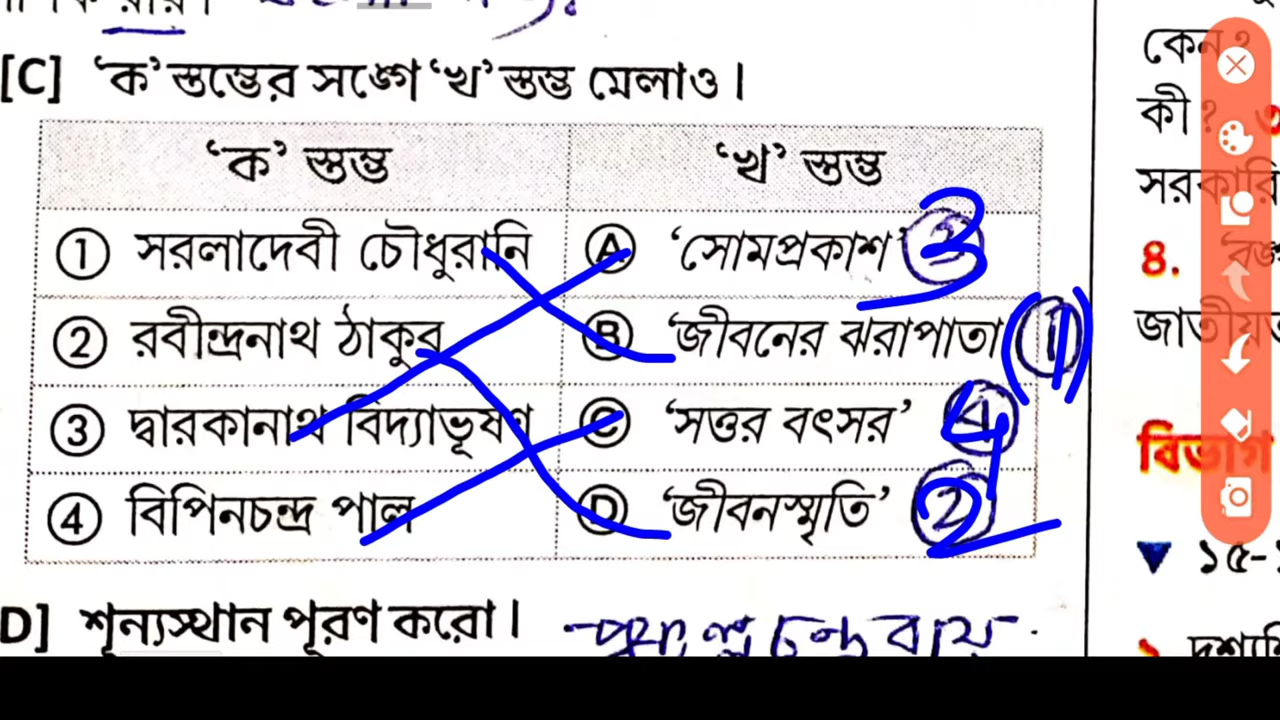 [C] ‘ক’ স্তম্ভের সঙ্গে ‘খ’ স্তম্ভ মেলাও।
‘ক’ স্তম্ভ ‘খ’ স্তম্ভ
① সরলাদেবী চৌধুরানি Ⓐ ‘সোমপ্রকাশ’ 3
② রবীন্দ্রনাথ ঠাকুর Ⓑ ‘জীবনের ঝরাপাতা (1)
③ দ্বারকানাথ বিদ্যাভূষণ Ⓒ ‘সত্তর বৎসর’ 4
④ বিপিনচন্দ্র পাল Ⓓ ‘জীবনস্মৃতি’ 2
D] শূন্যস্থান পূরণ করো।
কেন?
কী?
৪.
বিভাগ
▼ ১৫-